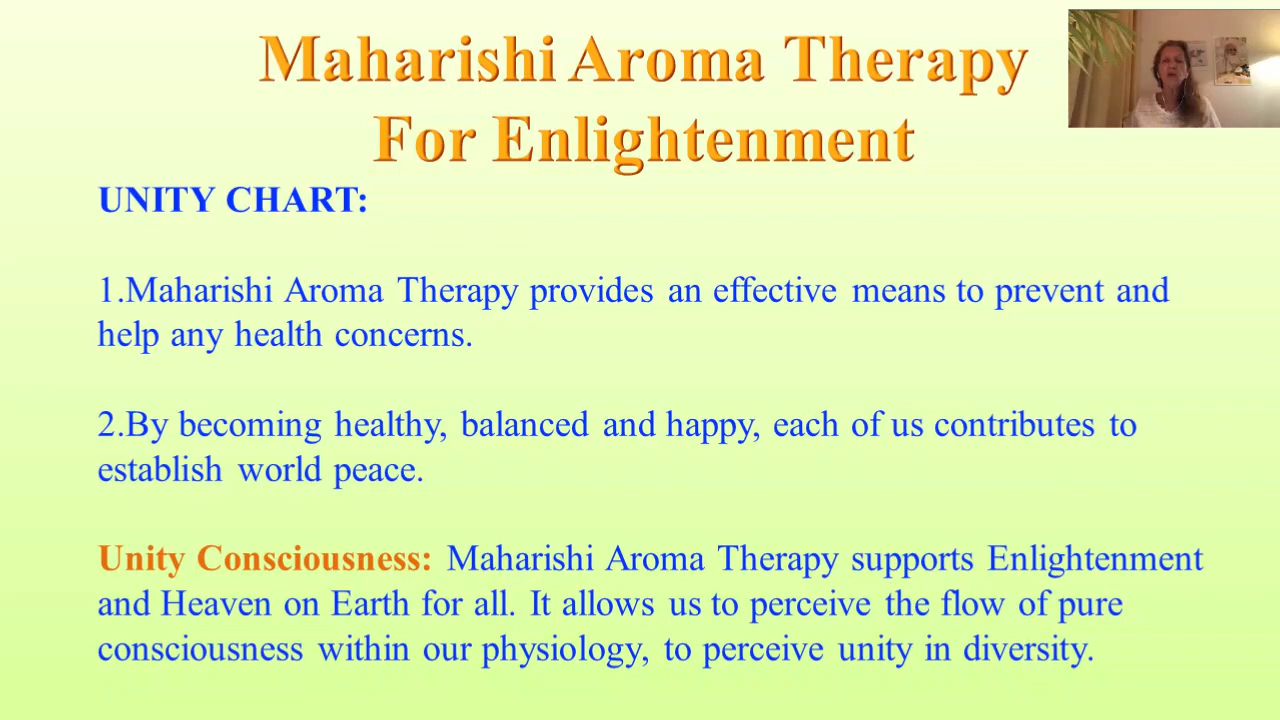 Maharishi Aroma Therapy
For Enlightenment
UNITY CHART:
1.Maharishi Aroma Therapy provides an effective means to prevent and
help any health concerns.
2.By becoming healthy, balanced and happy, each of us contributes to
establish world peace.
Unity Consciousness: Maharishi Aroma Therapy supports Enlightenment
and Heaven on Earth for all. It allows us to perceive the flow of pure
consciousness within our physiology, to perceive unity in diversity.